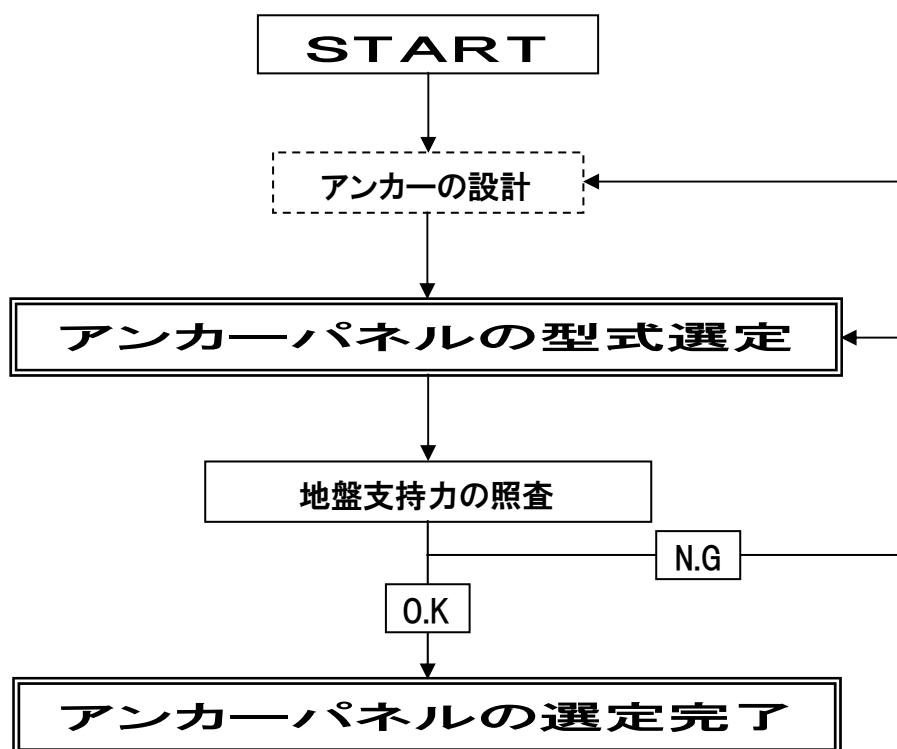 START
アンカーの設計
アンカーパネルの型式選定
地盤支持力の照査
N.G
O.K
アンカーパネルの選定完了